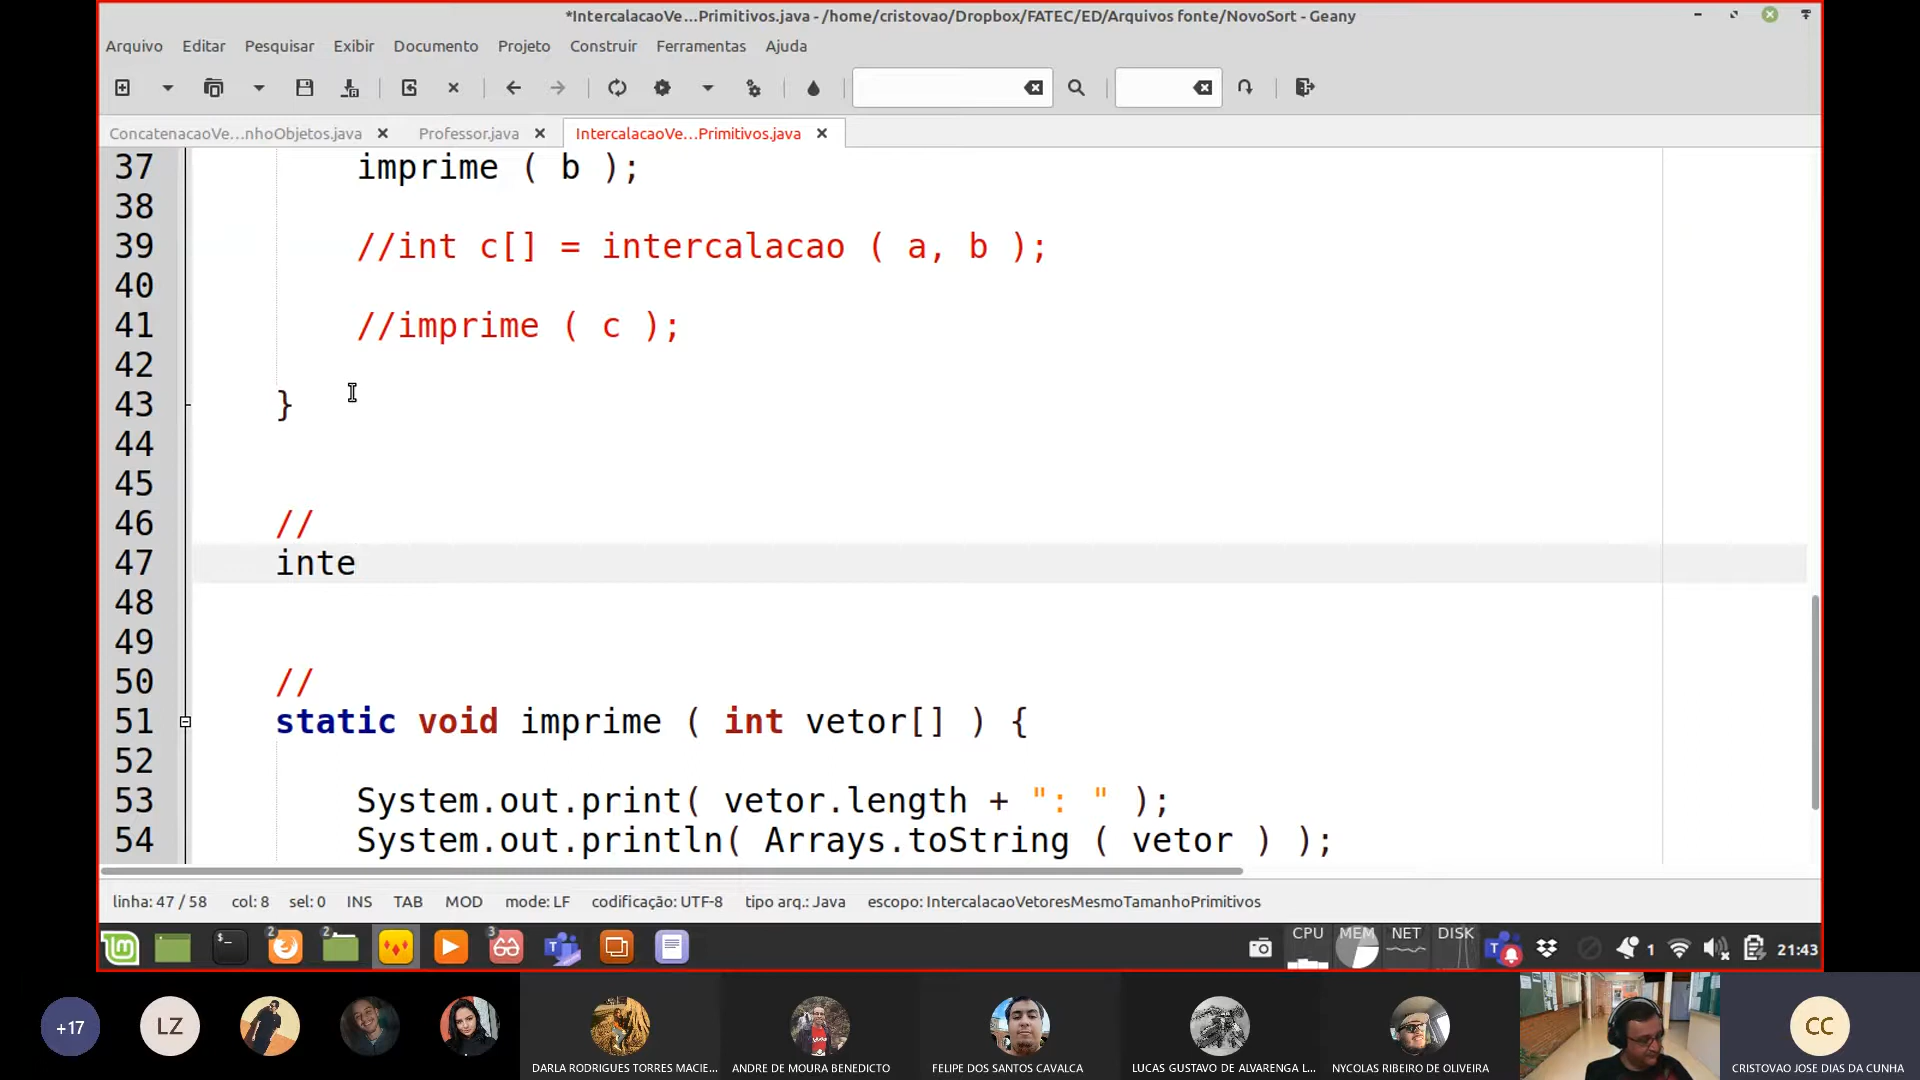 *IntercalacaoVe...Primitivos.java - /home/cristovao/Dropbox/FATEC/ED/Arquivos fonte/NovoSort - Geany
Arquivo Editar Pesquisar Exibir Documento Projeto Construir Ferramentas Ajuda
ConcatenacaoVe...nhoObjetos.java Professor.java IntercalacaoVe...Primitivos.java
37 imprime ( b );
38
39 //int c[] = intercalacao ( a, b );
40
41 //imprime ( c );
42
43 }
44
45
46 //
47 inte
48
49
50 //
51 static void imprime ( int vetor[] ) {
52
53 System.out.print( vetor.length + ": " );
54 System.out.println( Arrays.toString ( vetor ) );
linha: 47 / 58 col: 8 sel: 0 INS TAB MOD mode: LF codificação: UTF-8 tipo arq.: Java escopo: IntercalacaoVetoresMesmoTamanhoPrimitivos
2 2 3 CPU MEM NET DISK 1 21:43
+17 LZ CC
DARLA RODRIGUES TORRES MACIE... ANDRE DE MOURA BENEDICTO FELIPE DOS SANTOS CAVALCA LUCAS GUSTAVO DE ALVARENGA L... NYCOLAS RIBEIRO DE OLIVEIRA CRISTOVAO JOSE DIAS DA CUNHA